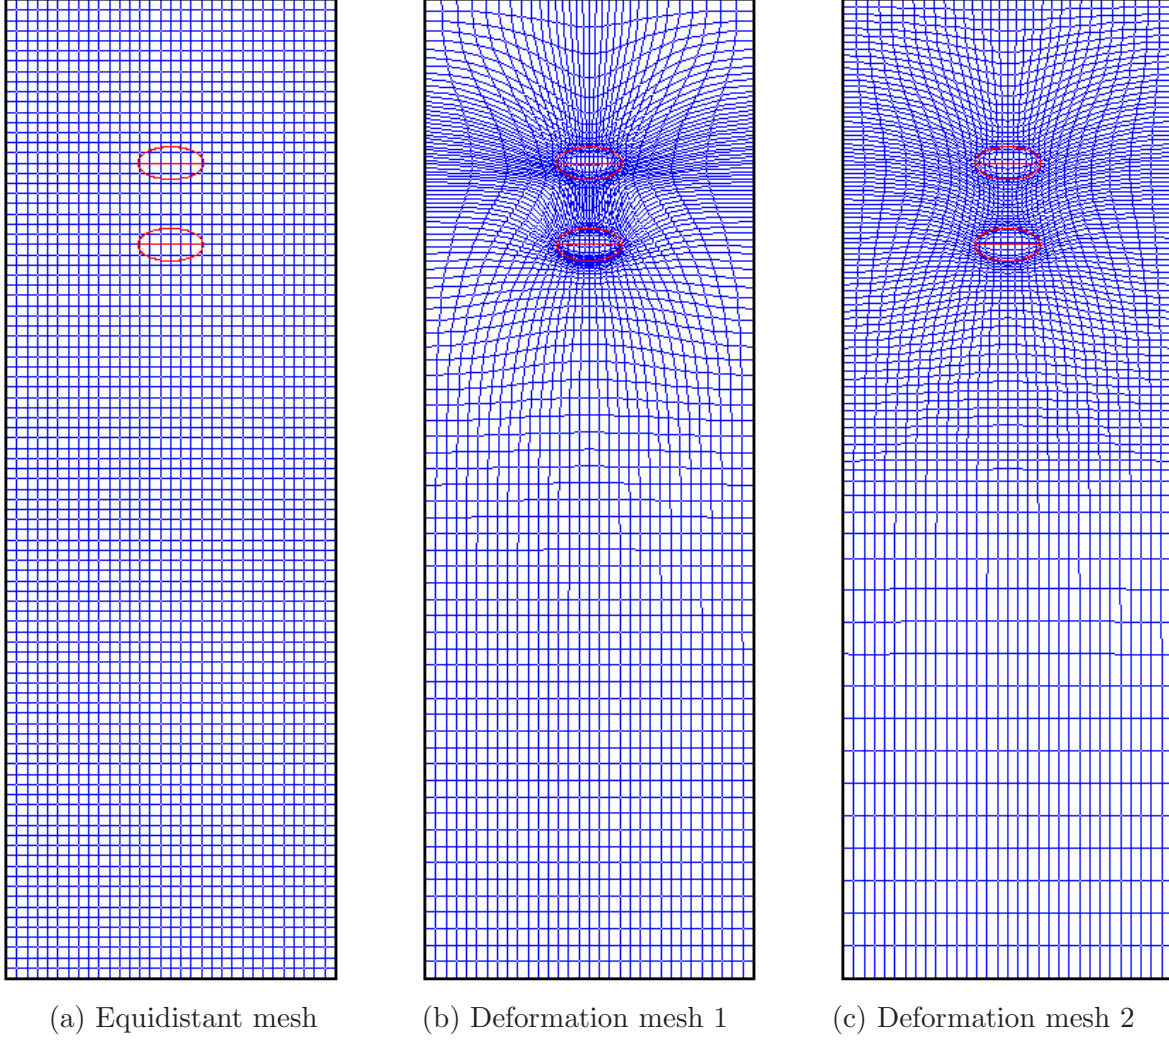 (a) Equidistant mesh
(b) Deformation mesh 1
(c) Deformation mesh 2